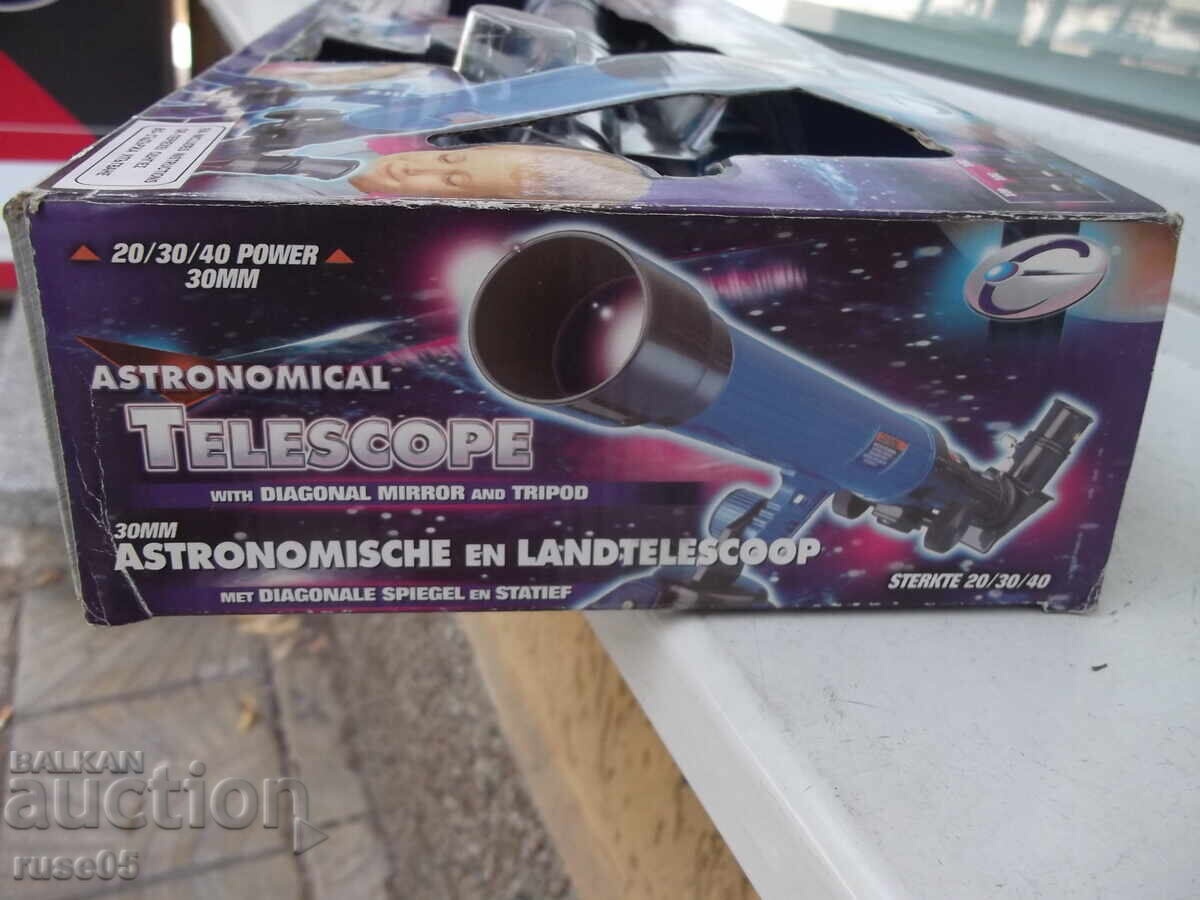 20/30/40 POWER
30MM
ASTRONOMICAL
TELESCOPE
WITH DIAGONAL MIRROR AND TRIPOD
30MM
ASTRONOMISCHE EN LANDTELESCOOP
MET DIAGONALE SPIEGEL EN STATIEF
STERKTE 20/30/40
BALKAN
auction
ruse05